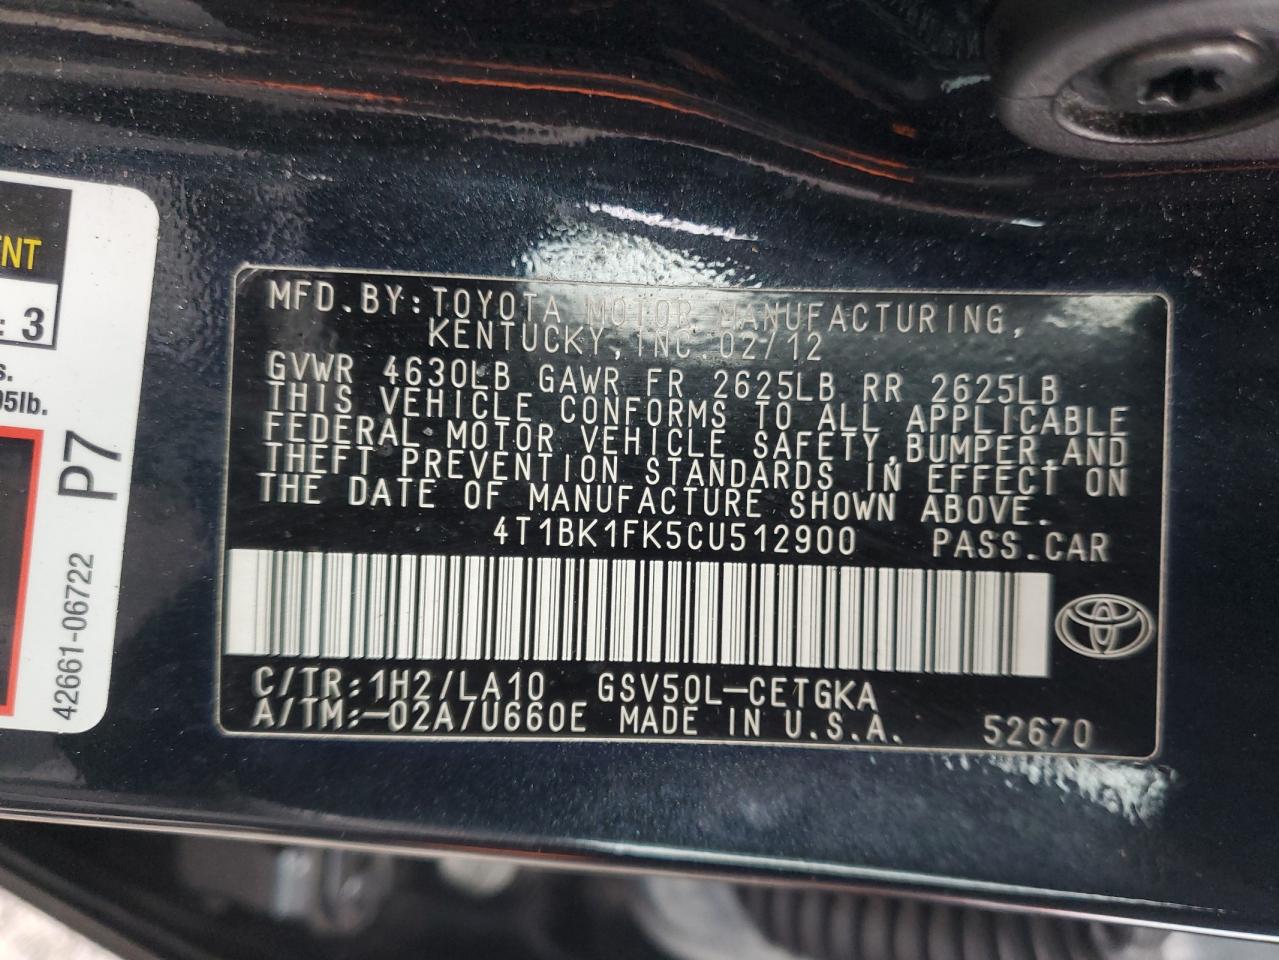 ENT
: 3
s.
95lb.
P7
42661-06722
MFD.BY:TOYOTA MOTOR MANUFACTURING,
KENTUCKY, INC. 02/12
GVWR 4630LB GAWR FR 2625LB RR 2625LB
THIS VEHICLE CONFORMS TO ALL APPLICABLE
FEDERAL MOTOR VEHICLE SAFETY,BUMPER,AND
THEFT PREVENTION STANDARDS IN EFFECT ON
THE DATE OF MANUFACTURE SHOWN ABOVE.
4T1BK1FK5CU512900 PASS.CAR
C/TR:1H2/LA10 GSV50L-CETGKA
A/TM:-02A/U660E MADE IN U.S.A. 52670